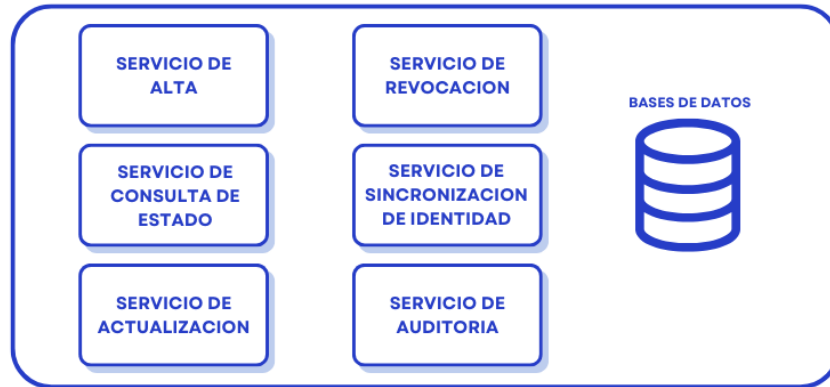 SERVICIO DE
ALTA
SERVICIO DE
REVOCACION
BASES DE DATOS
SERVICIO DE
CONSULTA DE
ESTADO
SERVICIO DE
SINCRONIZACION
DE IDENTIDAD
SERVICIO DE
ACTUALIZACION
SERVICIO DE
AUDITORIA